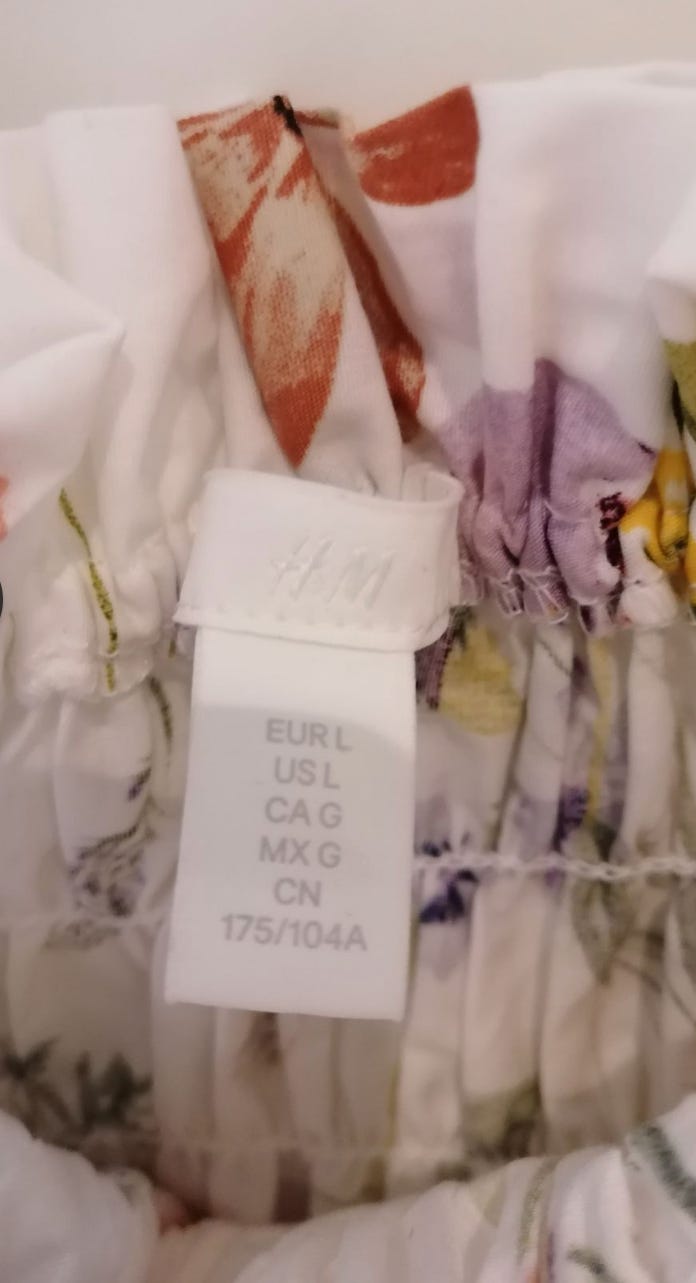 H&M
EUR L
US L
CA G
MX G
CN
175/104A